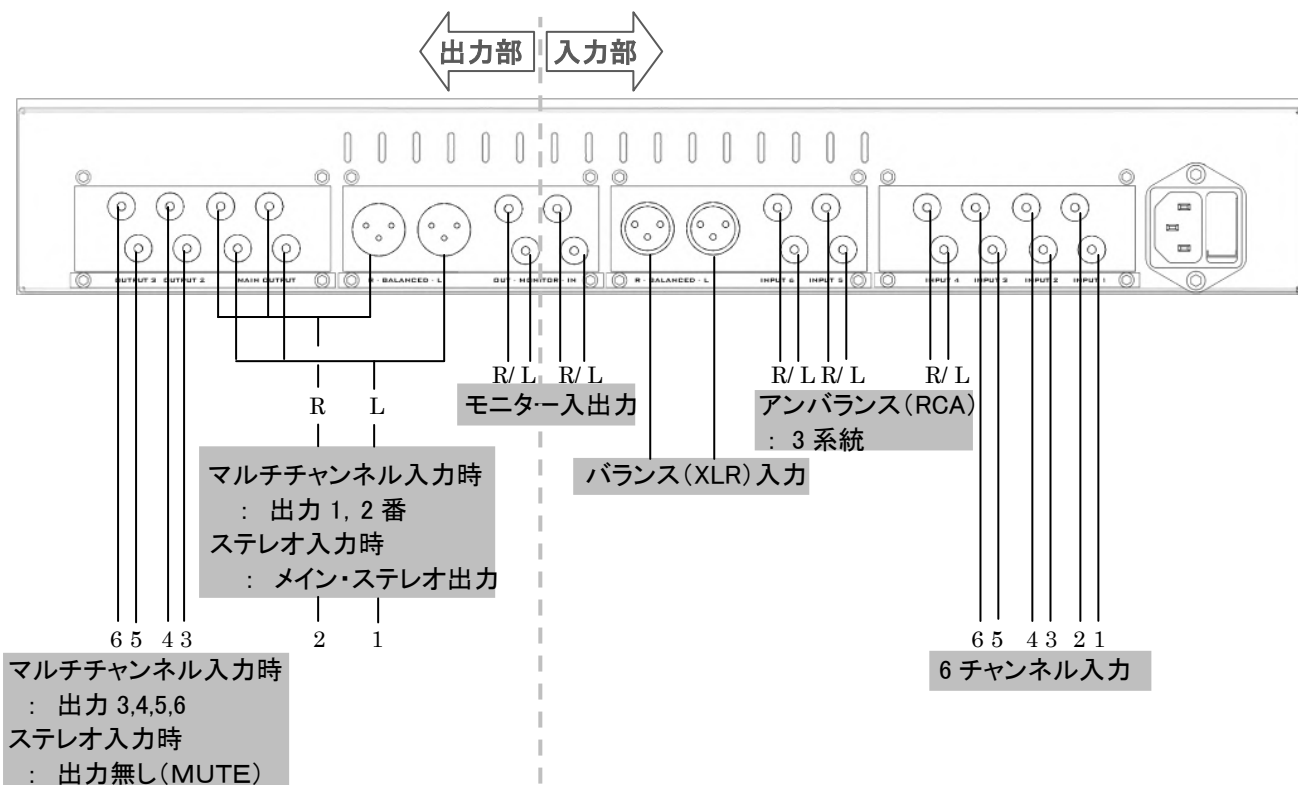 出力部 入力部
OUTPUT 3 OUTPUT 2 MAIN OUTPUT R - BALANCED - L OUT - MONITOR - IN R - BALANCED - L INPUT 6 INPUT 5 INPUT 4 INPUT 3 INPUT 2 INPUT 1
R/ L R/ L R/ L R/ L R/ L
モニター入出力
アンバランス(RCA)
: 3 系統
R L
バランス(XLR)入力
マルチチャンネル入力時
: 出力 1, 2 番
ステレオ入力時
: メイン・ステレオ出力
6 5 4 3 2 1 6 5 4 3 2 1
マルチチャンネル入力時
: 出力 3,4,5,6
ステレオ入力時
: 出力無し(MUTE)
6 チャンネル入力